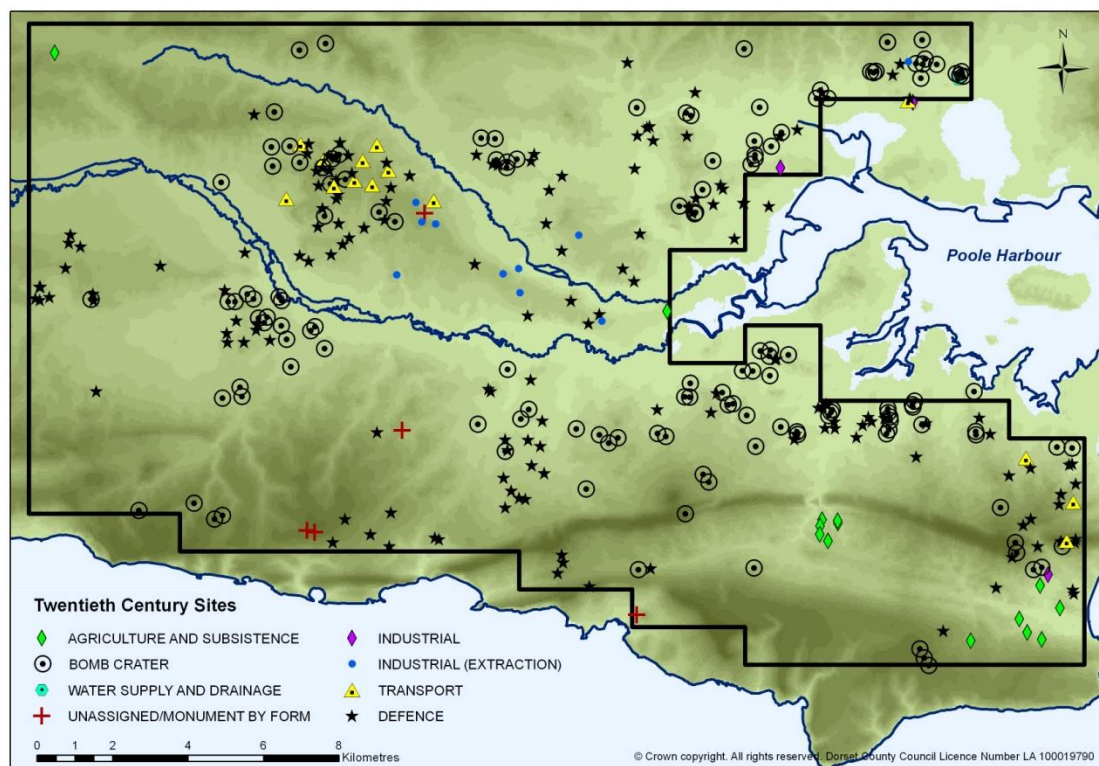 N
Poole Harbour
Twentieth Century Sites
AGRICULTURE AND SUBSISTENCE
BOMB CRATER
WATER SUPPLY AND DRAINAGE
UNASSIGNED/MONUMENT BY FORM
INDUSTRIAL
INDUSTRIAL (EXTRACTION)
TRANSPORT
DEFENCE
0 1 2 4 6 8
Kilometres
© Crown copyright. All rights reserved. Dorset County Council Licence Number LA 100019790